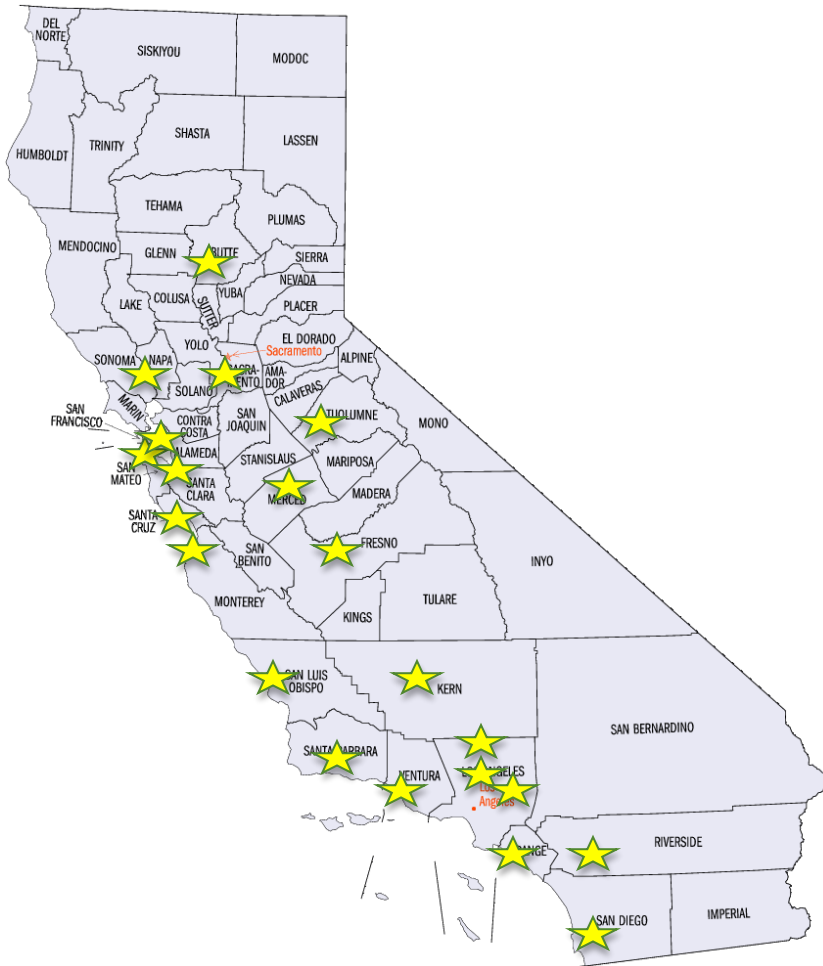 DEL
NORTE
SISKIYOU
MODOC
HUMBOLDT
TRINITY
SHASTA
LASSEN
TEHAMA
PLUMAS
MENDOCINO
GLENN
SIERRA
NEVADA
LAKE
COLUSA
SUTTER
YUBA
PLACER
YOLO
EL DORADO
Sacramento
SONOMA
NAPA
ALPINE
AMA-
DOR
SOLANO
CALAVERAS
MARIN
SAN
FRANCISCO
CONTRA
COSTA
SAN
JOAQUIN
TUOLUMNE
MONO
ALAMEDA
STANISLAUS
MARIPOSA
SAN
MATEO
SANTA
CLARA
MERCED
MADERA
SANTA
CRUZ
SAN
BENITO
FRESNO
INYO
MONTEREY
KINGS
TULARE
SAN LUIS
OBISPO
KERN
SAN BERNARDINO
SANTA
VENTURA
Los
Angeles
RIVERSIDE
SAN DIEGO
IMPERIAL